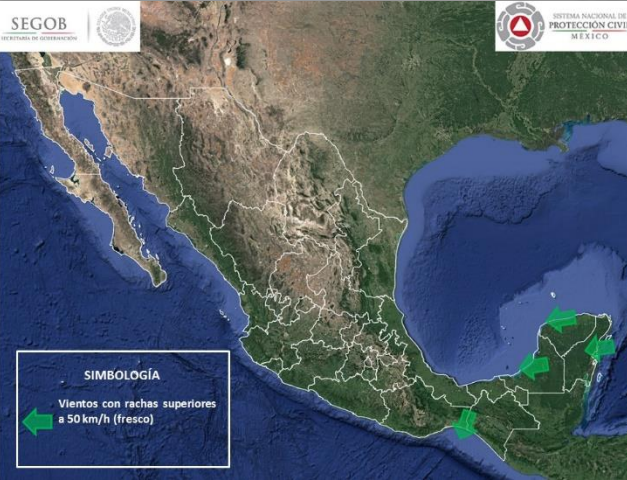 SEGOB
SECRETARÍA DE GOBERNACIÓN
SISTEMA NACIONAL DE
PROTECCIÓN CIVIL
MÉXICO
SIMBOLOGÍA
Vientos con rachas superiores
a 50 km/h (fresco)